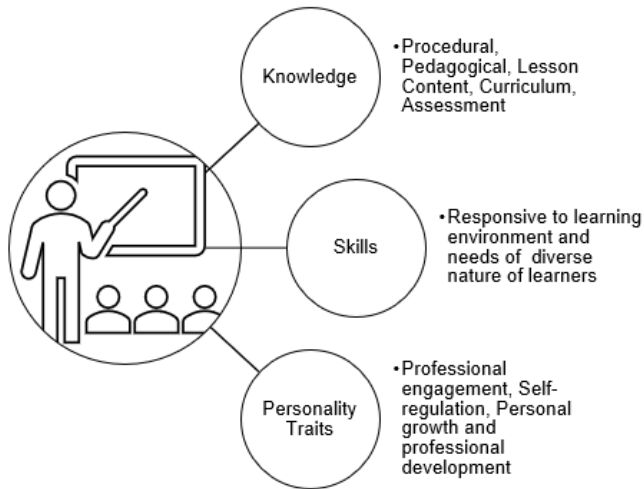 Knowledge
•Procedural,
Pedagogical, Lesson
Content, Curriculum,
Assessment
Skills
•Responsive to learning
environment and
needs of diverse
nature of learners
Personality
Traits
•Professional
engagement, Self-
regulation, Personal
growth and
professional
development